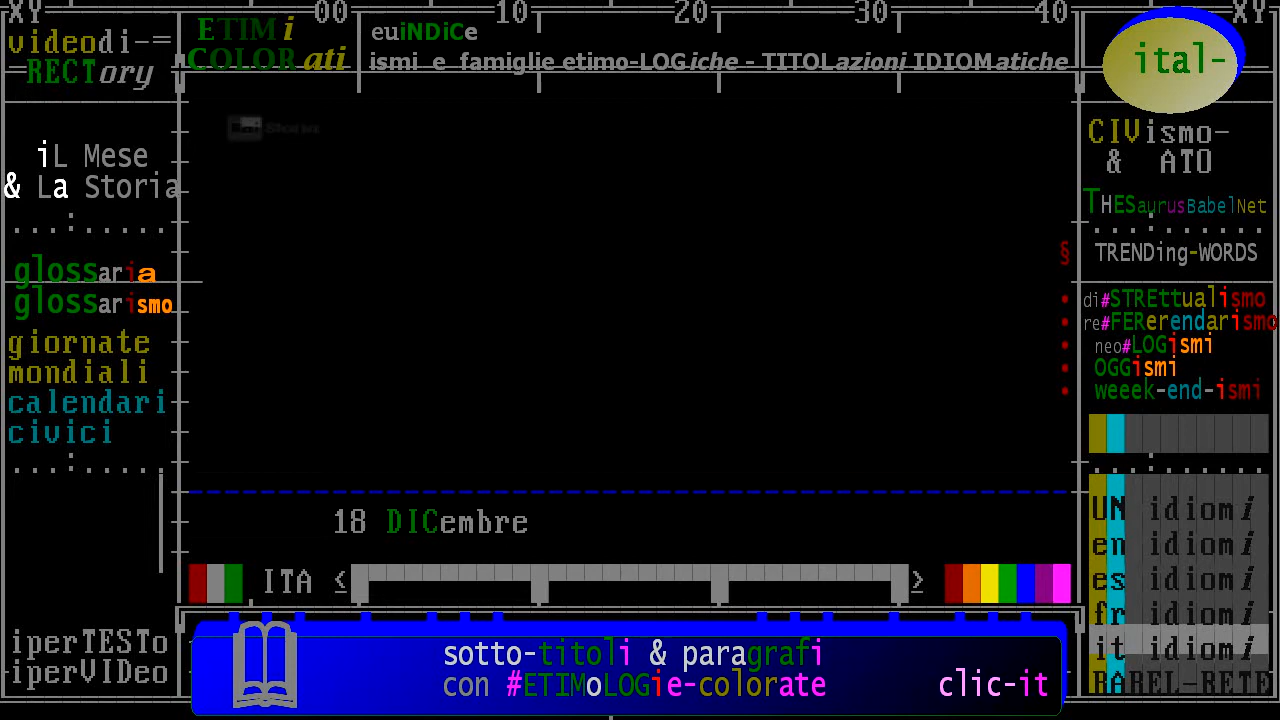 XY 00 10 20 30 40 XY
videodi-=
RECTory
ETIMi
COLORati
euiNDiCe
ismi e famiglie etimo-LOGiche - TITOLazioni IDIOMatiche
ital-
iL Mese
& La Storia
...:.....
glossaria
glossarismo
giornate
mondiali
calendari
civici
...:.....
iperTESTo
iperVIDeo
§
•
•
•
•
•
18 DICembre
ITA < >
sotto-titoli & paragrafi
con #ETIMoLOGie-colorate clic-it
CIVismo-
& ATO
THESaurusBabelNet
...:......
TRENDing-WORDS
di#STREttualismo
re#FERerendarismo
neo#LOGismi
OGGismi
weeek-end-ismi
...:......
UN idiomi
en idiomi
es idiomi
fr idiomi
it idiomi
BABEL-RETE